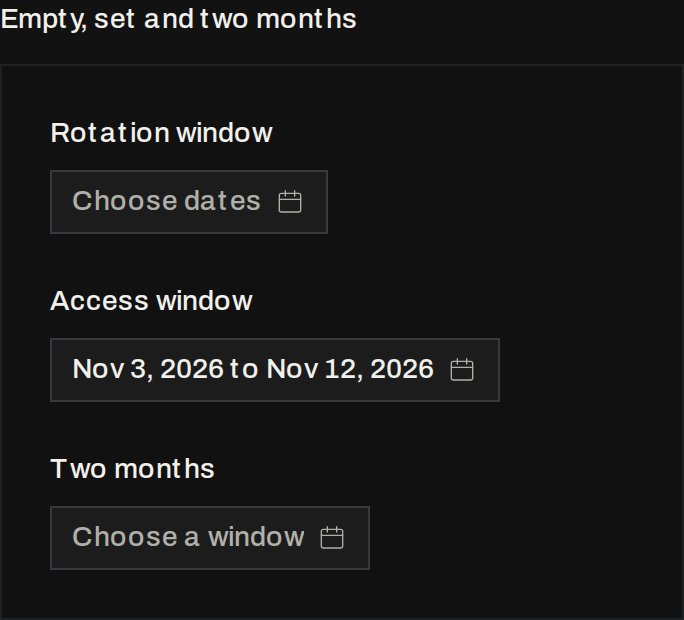 Empty, set and two months
Rotation window
Choose dates
Access window
Nov 3, 2026 to Nov 12, 2026
Two months
Choose a window